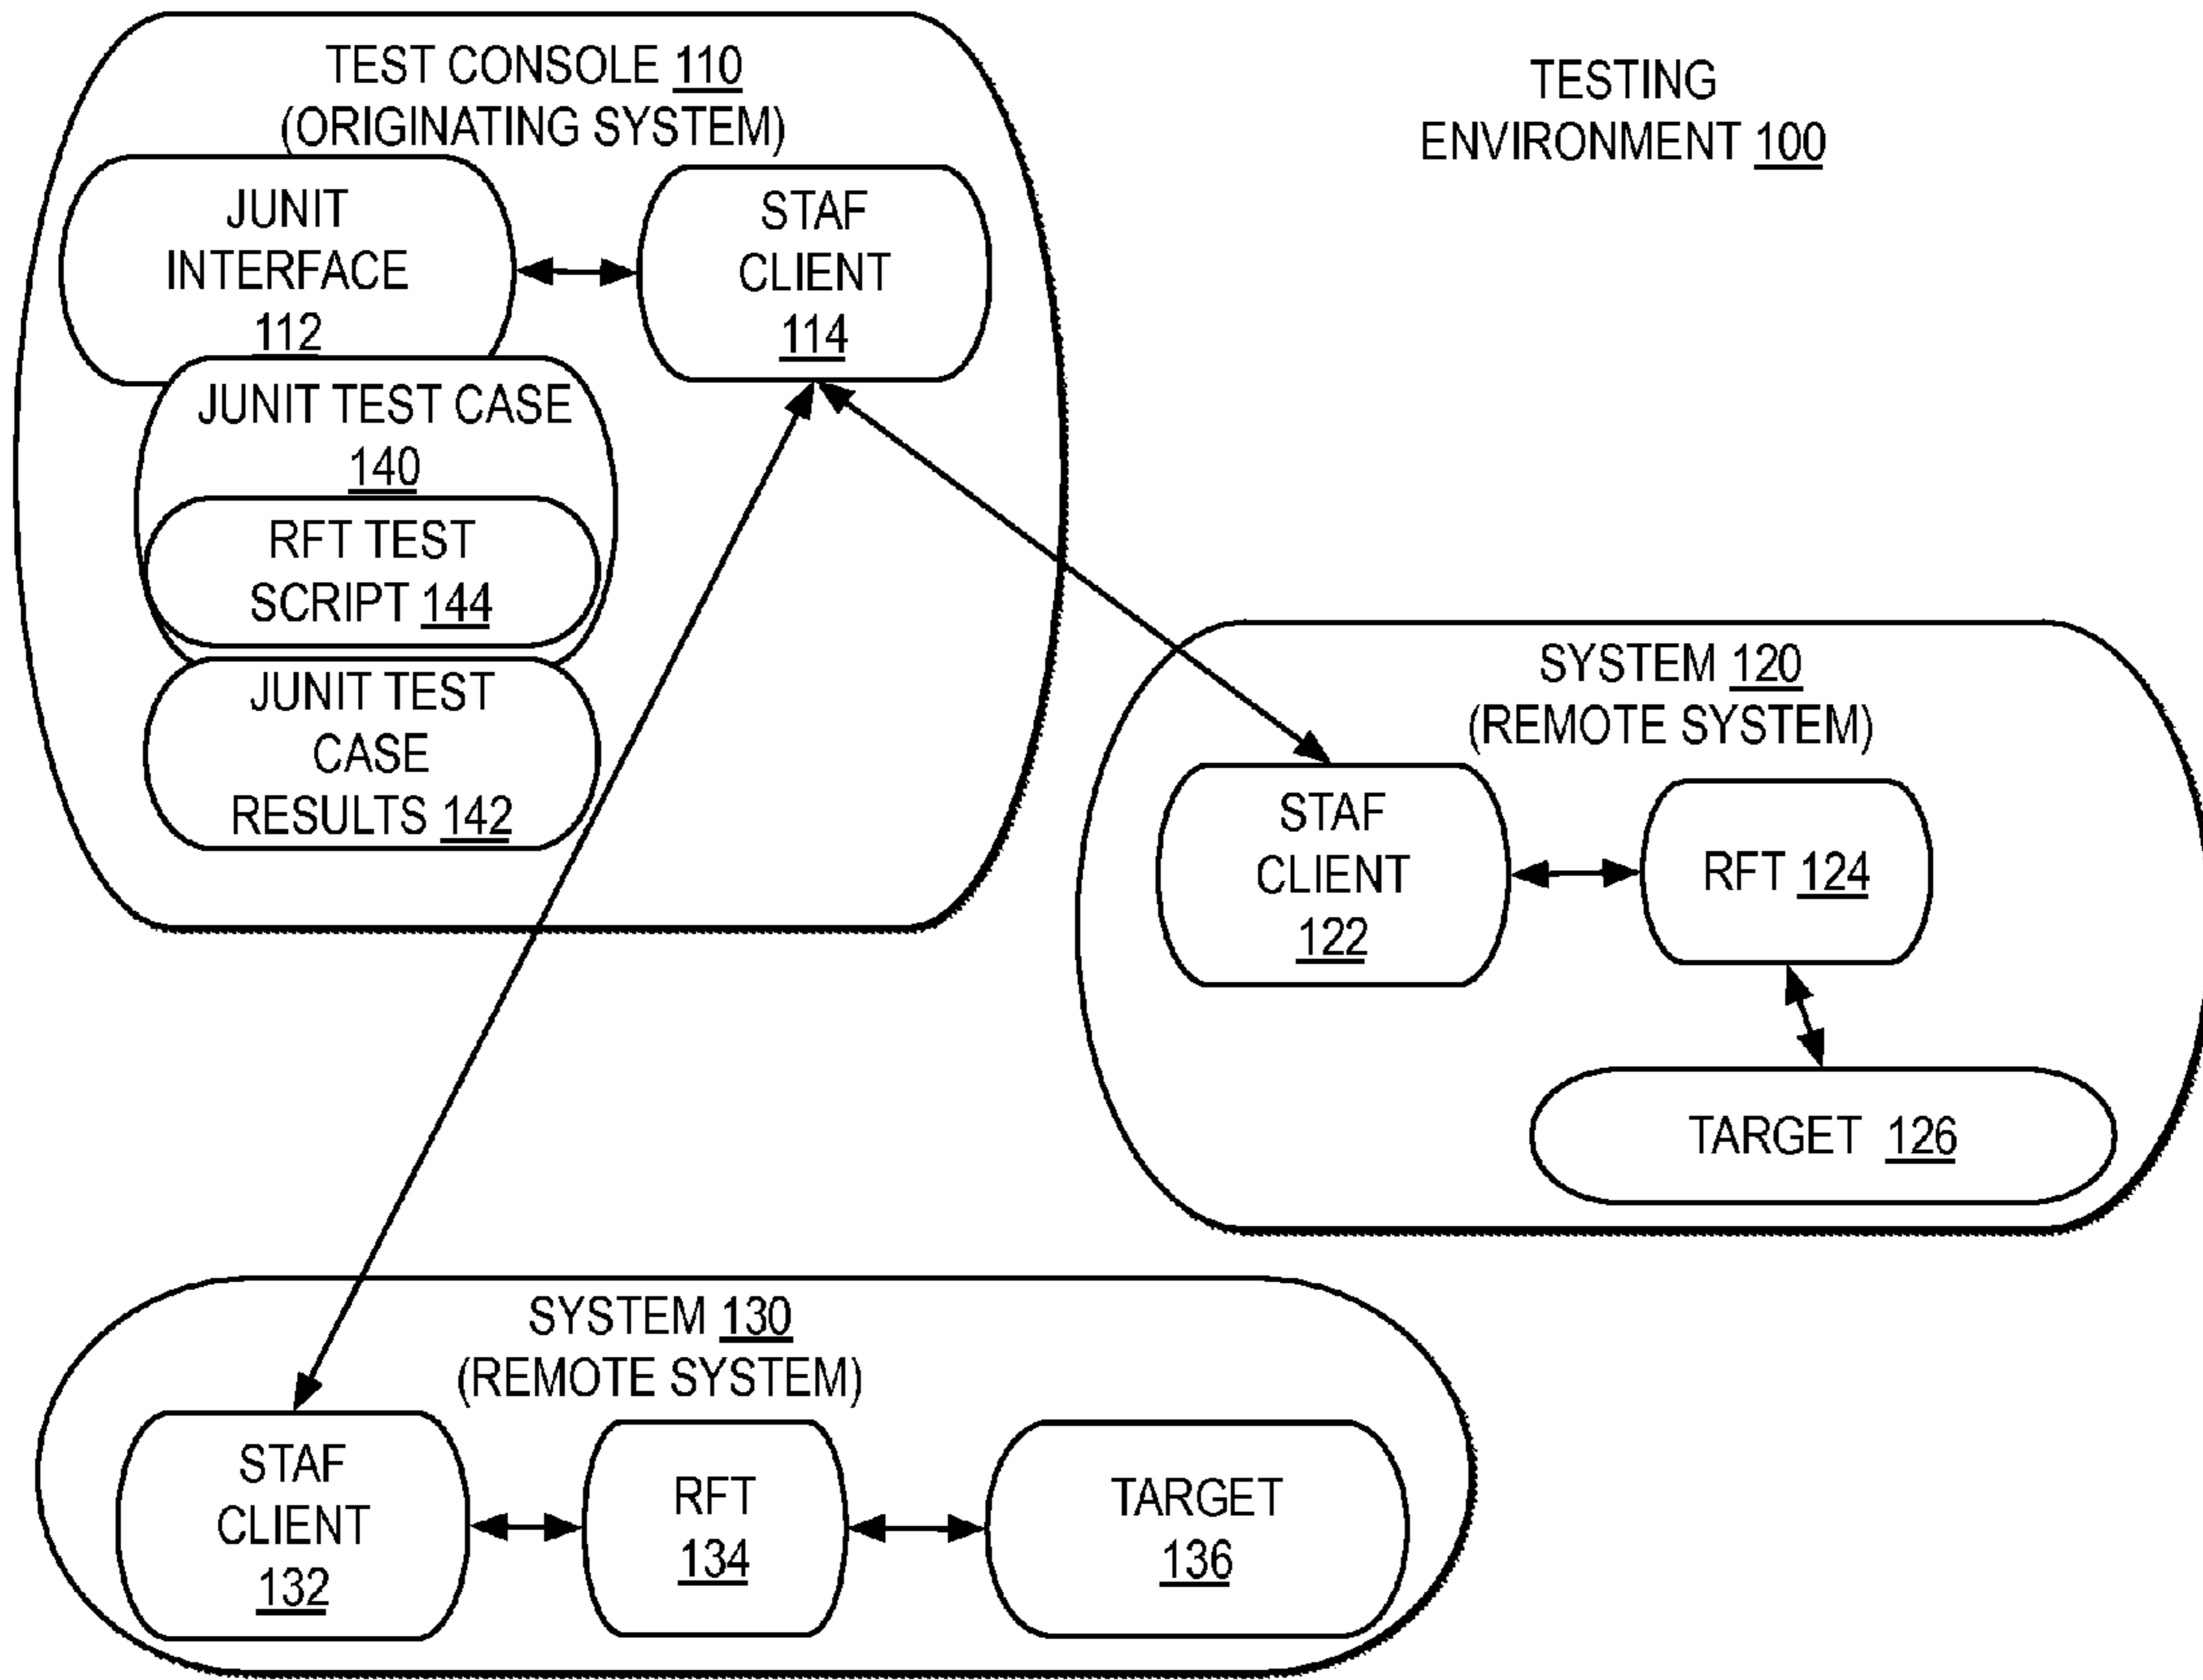 TEST CONSOLE 110
(ORIGINATING SYSTEM)
JUNIT
INTERFACE
112
STAF
CLIENT
114
JUNIT TEST CASE
140
RFT TEST
SCRIPT 144
JUNIT TEST
CASE
RESULTS 142
TESTING
ENVIRONMENT 100
SYSTEM 120
(REMOTE SYSTEM)
STAF
CLIENT
122
RFT 124
TARGET 126
SYSTEM 130
(REMOTE SYSTEM)
STAF
CLIENT
132
RFT
134
TARGET
136